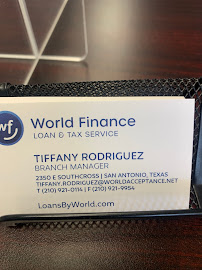 wf
World Finance
LOAN & TAX SERVICE
TIFFANY RODRIGUEZ
BRANCH MANAGER
2350 E SOUTHCROSS | SAN ANTONIO, TEXAS
TIFFANY.RODRIGUEZ@WORLDACCEPTANCE.NET
T (210) 921-0114 | F (210) 921-9954
LoansByWorld.com